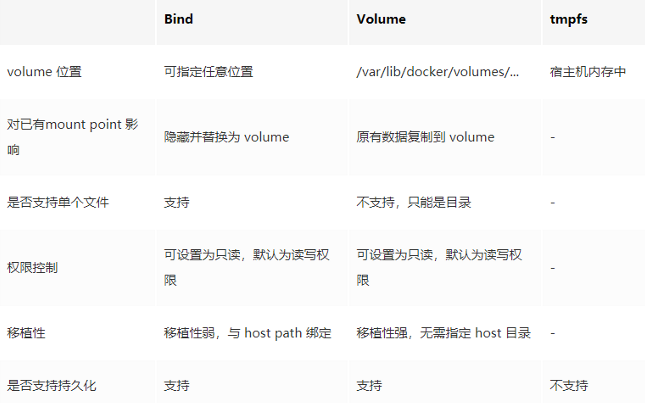 Bind Volume tmpfs
volume 位置 可指定任意位置 /var/lib/docker/volumes/... 宿主机内存中
对已有mount point 影
响 隐藏并替换为 volume 原有数据复制到 volume -
是否支持单个文件 支持 不支持，只能是目录 -
权限控制 可设置为只读，默认为读写权
限 可设置为只读，默认为读写权
限 -
移植性 移植性弱，与 host path 绑定 移植性强，无需指定 host 目录 -
是否支持持久化 支持 支持 不支持